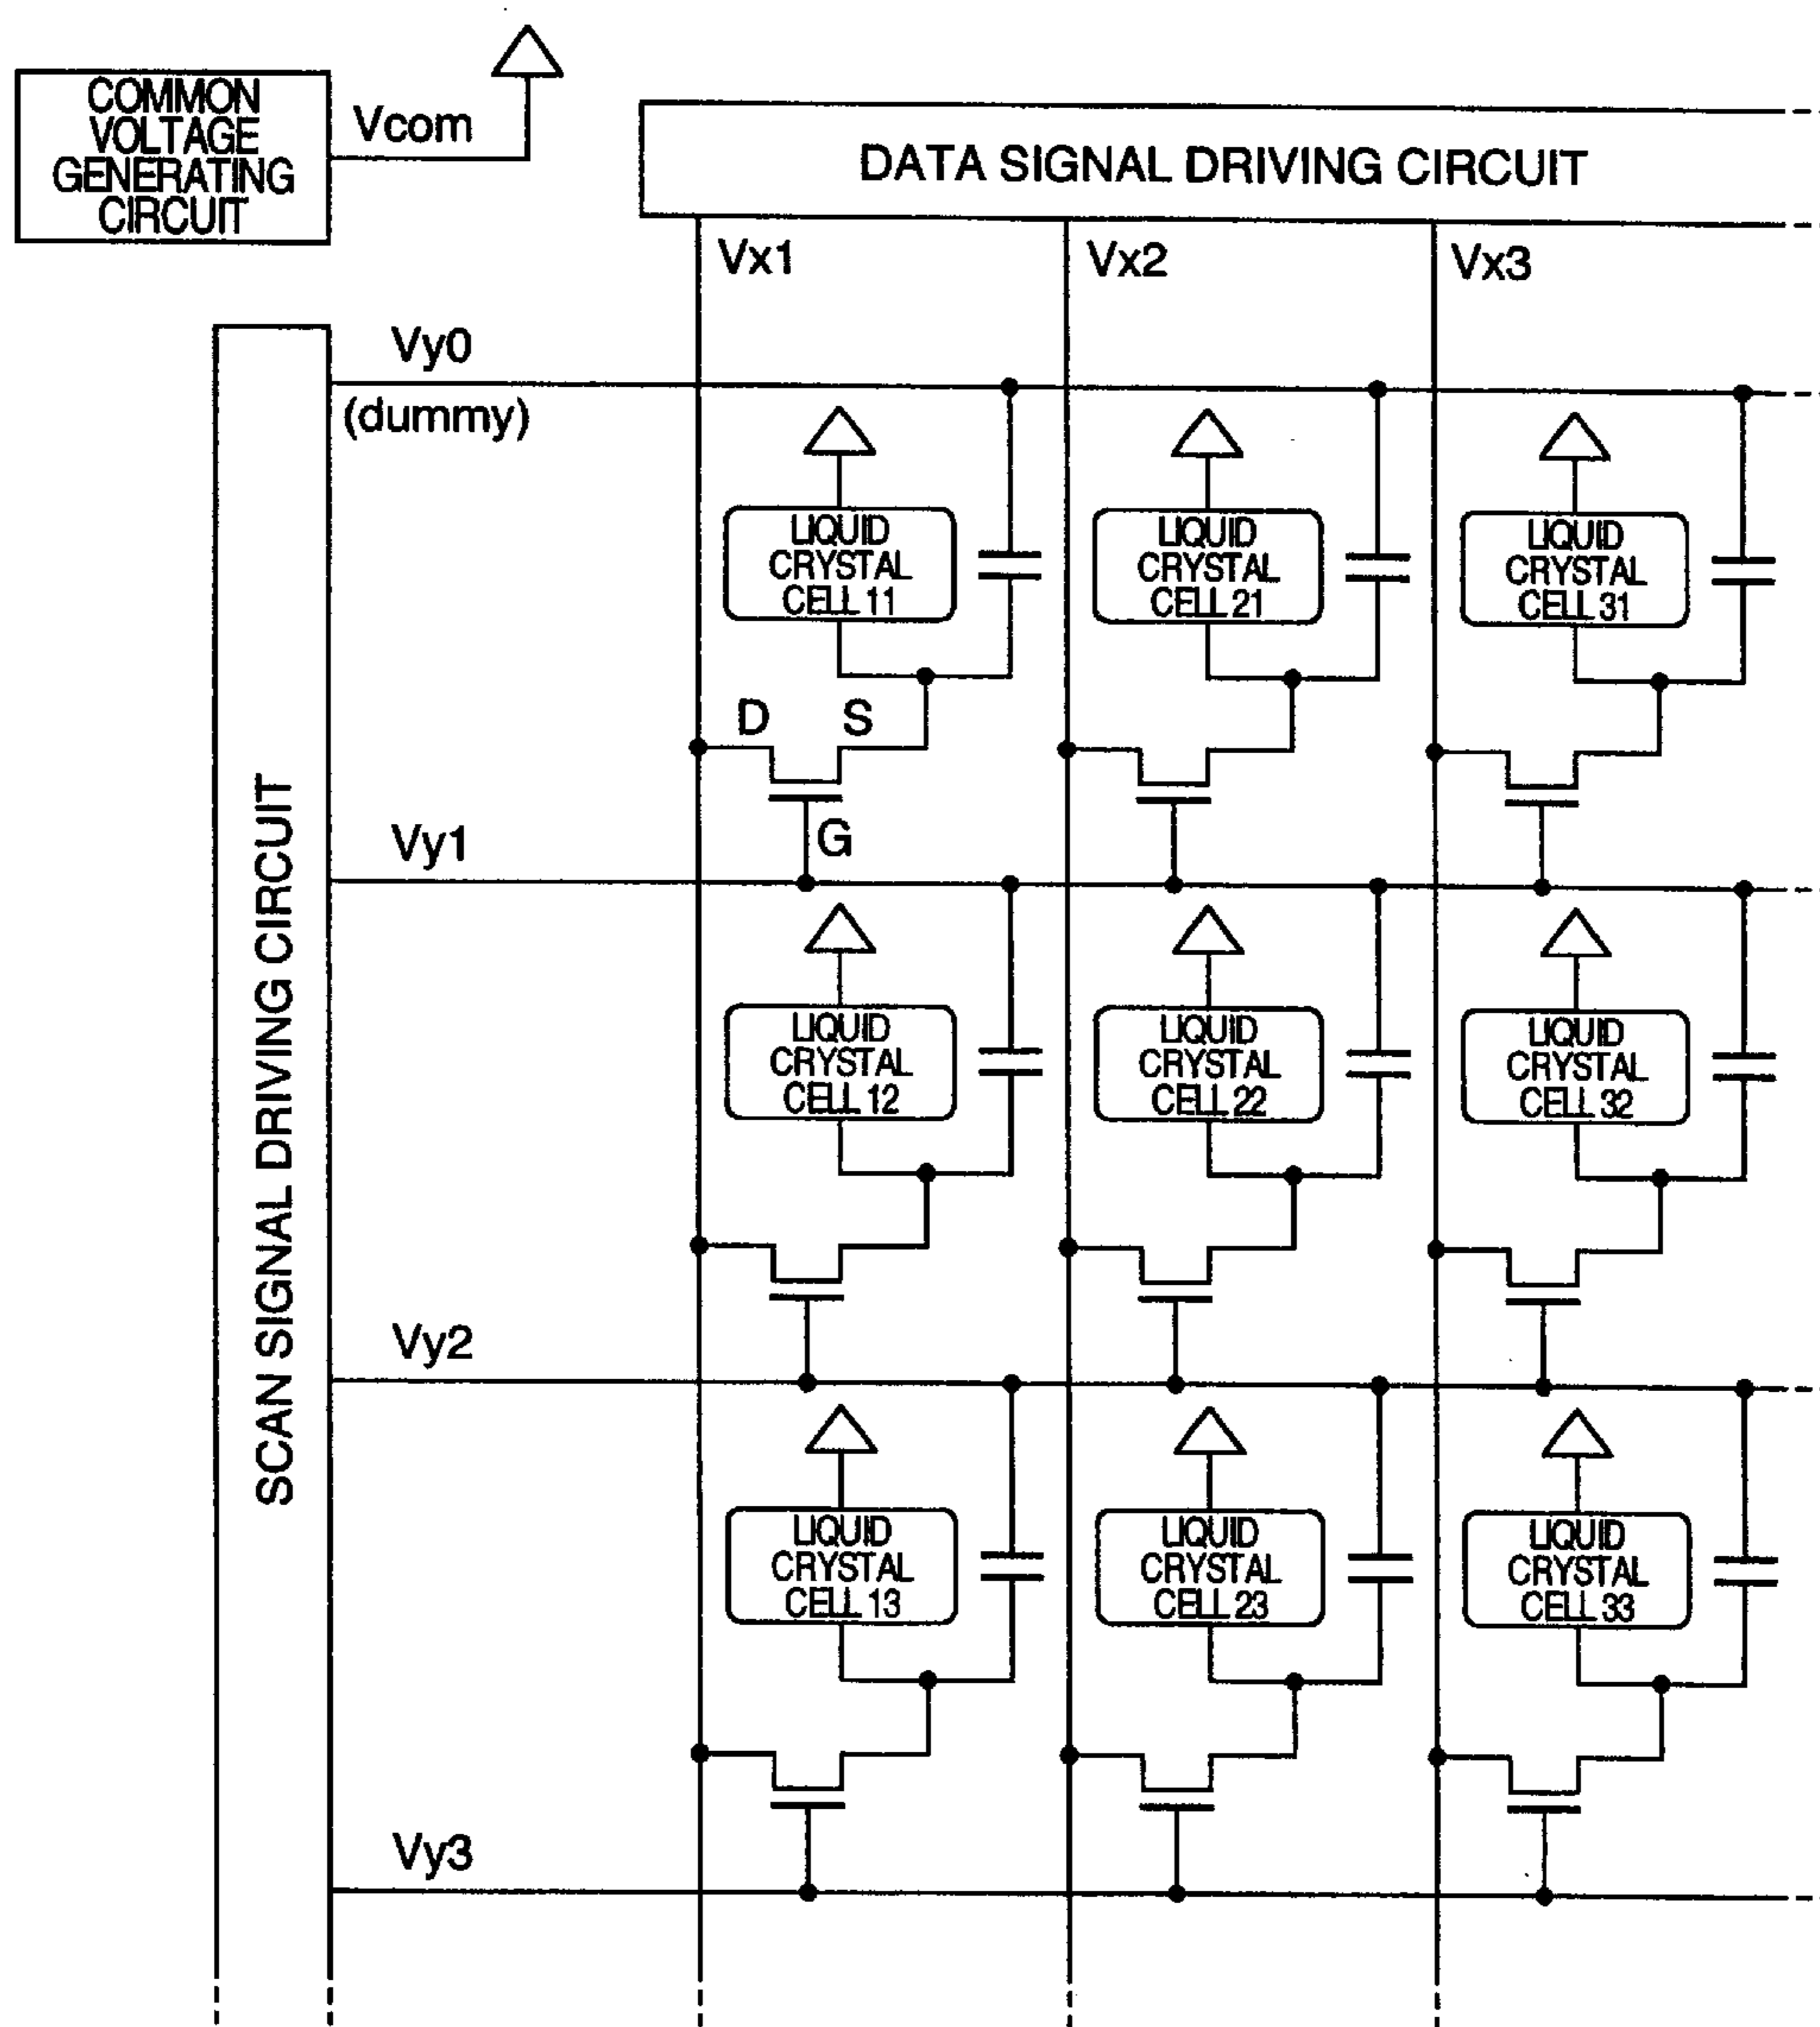 COMMON
VOLTAGE
GENERATING
CIRCUIT
Vcom
DATA SIGNAL DRIVING CIRCUIT
Vx1
Vx2
Vx3
SCAN SIGNAL DRIVING CIRCUIT
Vy0
(dummy)
LIQUID
CRYSTAL
CELL 11
LIQUID
CRYSTAL
CELL 21
LIQUID
CRYSTAL
CELL 31
D
S
G
Vy1
LIQUID
CRYSTAL
CELL 12
LIQUID
CRYSTAL
CELL 22
LIQUID
CRYSTAL
CELL 32
Vy2
LIQUID
CRYSTAL
CELL 13
LIQUID
CRYSTAL
CELL 23
LIQUID
CRYSTAL
CELL 33
Vy3